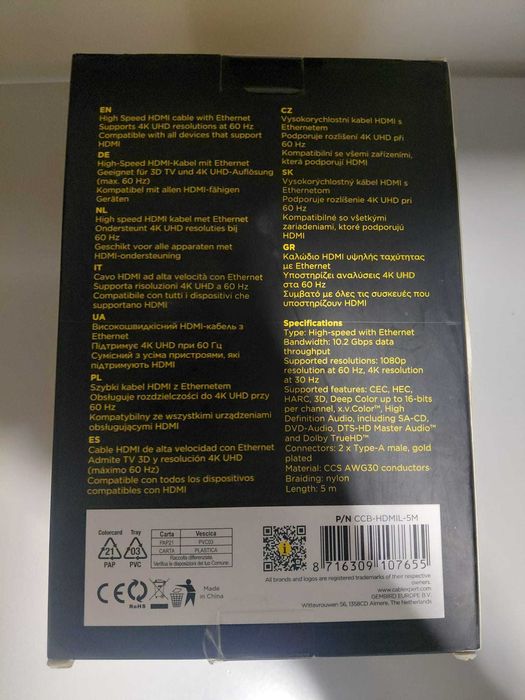 EN
High Speed HDMI cable with Ethernet
Supports 4K UHD resolutions at 60 Hz
Compatible with all devices that support
HDMI
DE
High-Speed HDMI-Kabel mit Ethernet
Geeignet für 3D TV und 4K UHD-Auflösung
(max. 60 Hz)
Kompatibel mit allen HDMI-fähigen
Geräten
NL
High speed HDMI kabel met Ethernet
Ondersteunt 4K UHD resoluties bij
60 Hz
Geschikt voor alle apparaten met
HDMI-ondersteuning
IT
Cavo HDMI ad alta velocità con Ethernet
Supporta risoluzioni 4K UHD a 60 Hz
Compatibile con tutti i dispositivi che
supportano HDMI
UA
Високошвидкісний HDMI-кабель з
Ethernet
Підтримує 4K UHD при 60 Гц
Сумісний з усіма пристроями, які
підтримують HDMI
PL
Szybki kabel HDMI z Ethernetem
Obsługuje rozdzielczości do 4K UHD przy
60 Hz
Kompatybilny ze wszystkimi urządzeniami
obsługującymi HDMI
ES
Cable HDMI de alta velocidad con Ethernet
Admite TV 3D y resolución 4K UHD
(máximo 60 Hz)
Compatible con todos los dispositivos
compatibles con HDMI
CZ
Vysokorychlostní kabel HDMI s
Ethernetem
Podporuje rozlišení 4K UHD při
60 Hz
Kompatibilní se všemi zařízeními,
která podporují HDMI
SK
Vysokorýchlostný kábel HDMI s
Ethernetom
Podporuje rozlíšenie 4K UHD pri
60 Hz
Kompatibilné so všetkými
zariadeniami, ktoré podporujú
HDMI
GR
Καλώδιο HDMI υψηλής ταχύτητας
με Ethernet
Υποστηρίζει αναλύσεις 4K UHD
στα 60 Hz
Συμβατό με όλες τις συσκευές που
υποστηρίζουν HDMI
Specifications
Type: High-speed with Ethernet
Bandwidth: 10.2 Gbps data
throughput
Supported resolutions: 1080p
resolution at 60 Hz, 4K resolution
at 30 Hz
Supported features: CEC, HEC,
HARC, 3D, Deep Color up to 16-bits
per channel, x.v.Color™, High
Definition Audio, including SA-CD,
DVD-Audio, DTS-HD Master Audio™
and Dolby TrueHD™
Connectors: 2 x Type-A male, gold
plated
Material: CCS AWG30 conductors
Braiding: nylon
Length: 5 m
P/N CCB-HDMIL-5M
Colorcard Tray
21 03
PAP PVC
Carta Vescica
PAP21 PVC03
CARTA PLASTICA
Raccolta differenziata.
Verifica le disposizioni del tuo Comune.
i
8 716309 107655
CE RoHS
Made
in China
All brands and logos are registered trademarks of their respective
owners.
www.cablexpert.com
GEMBIRD EUROPE B.V.
Wittevrouwen 56, 1358CD Almere, The Netherlands